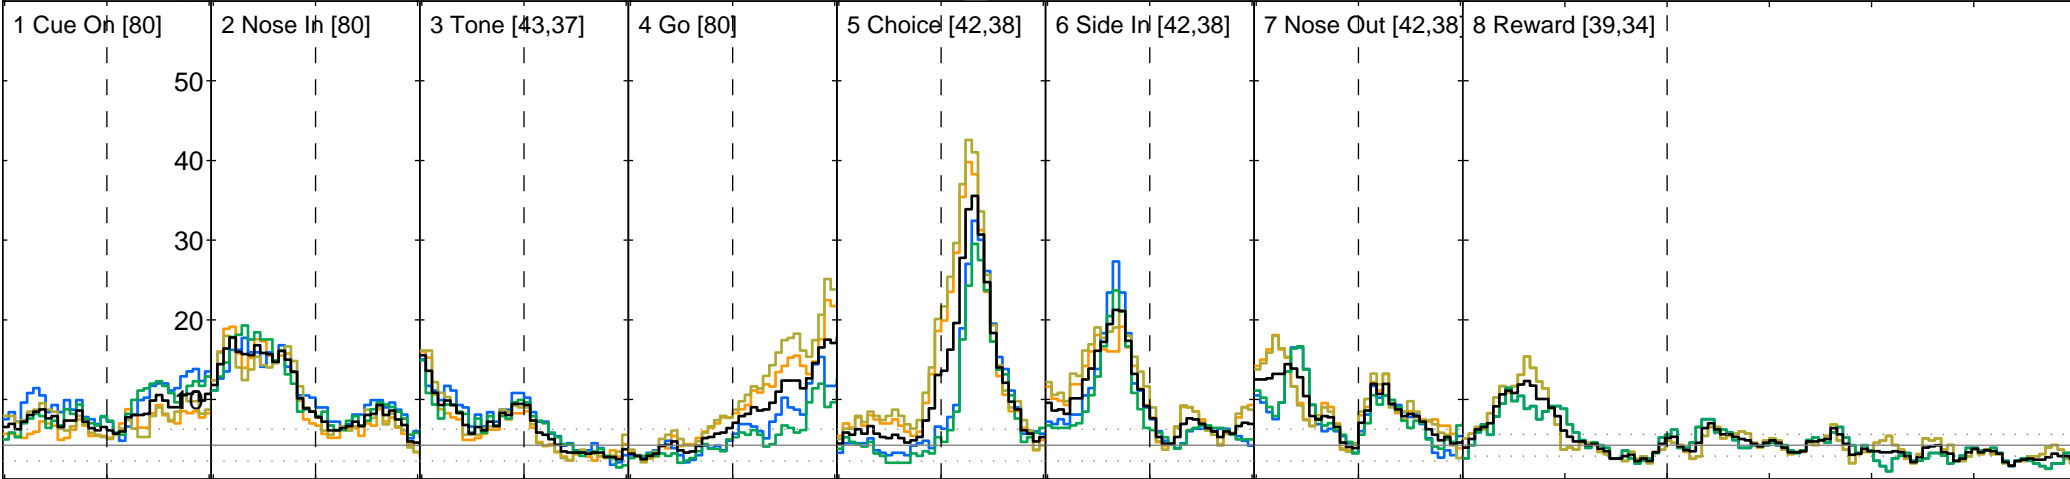 1 Cue On [80]
2 Nose In [80]
3 Tone [43,37]
4 Go [80]
5 Choice [42,38]
6 Side In [42,38]
7 Nose Out [42,38]
8 Reward [39,34]
50
40
30
20
10